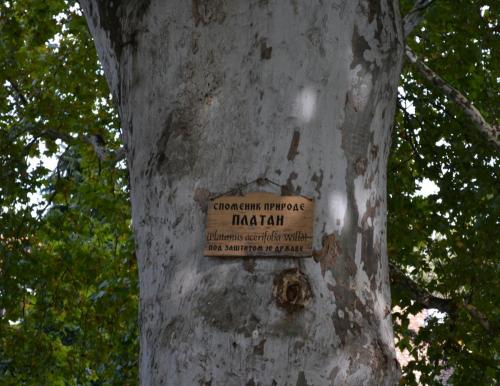 СПОМЕНИК ПРИРОДЕ
ПЛАТАН
(Platanus acerifolia Willd)
ПОД ЗАШТИТОМ ЈЕ ДРЖАВЕ